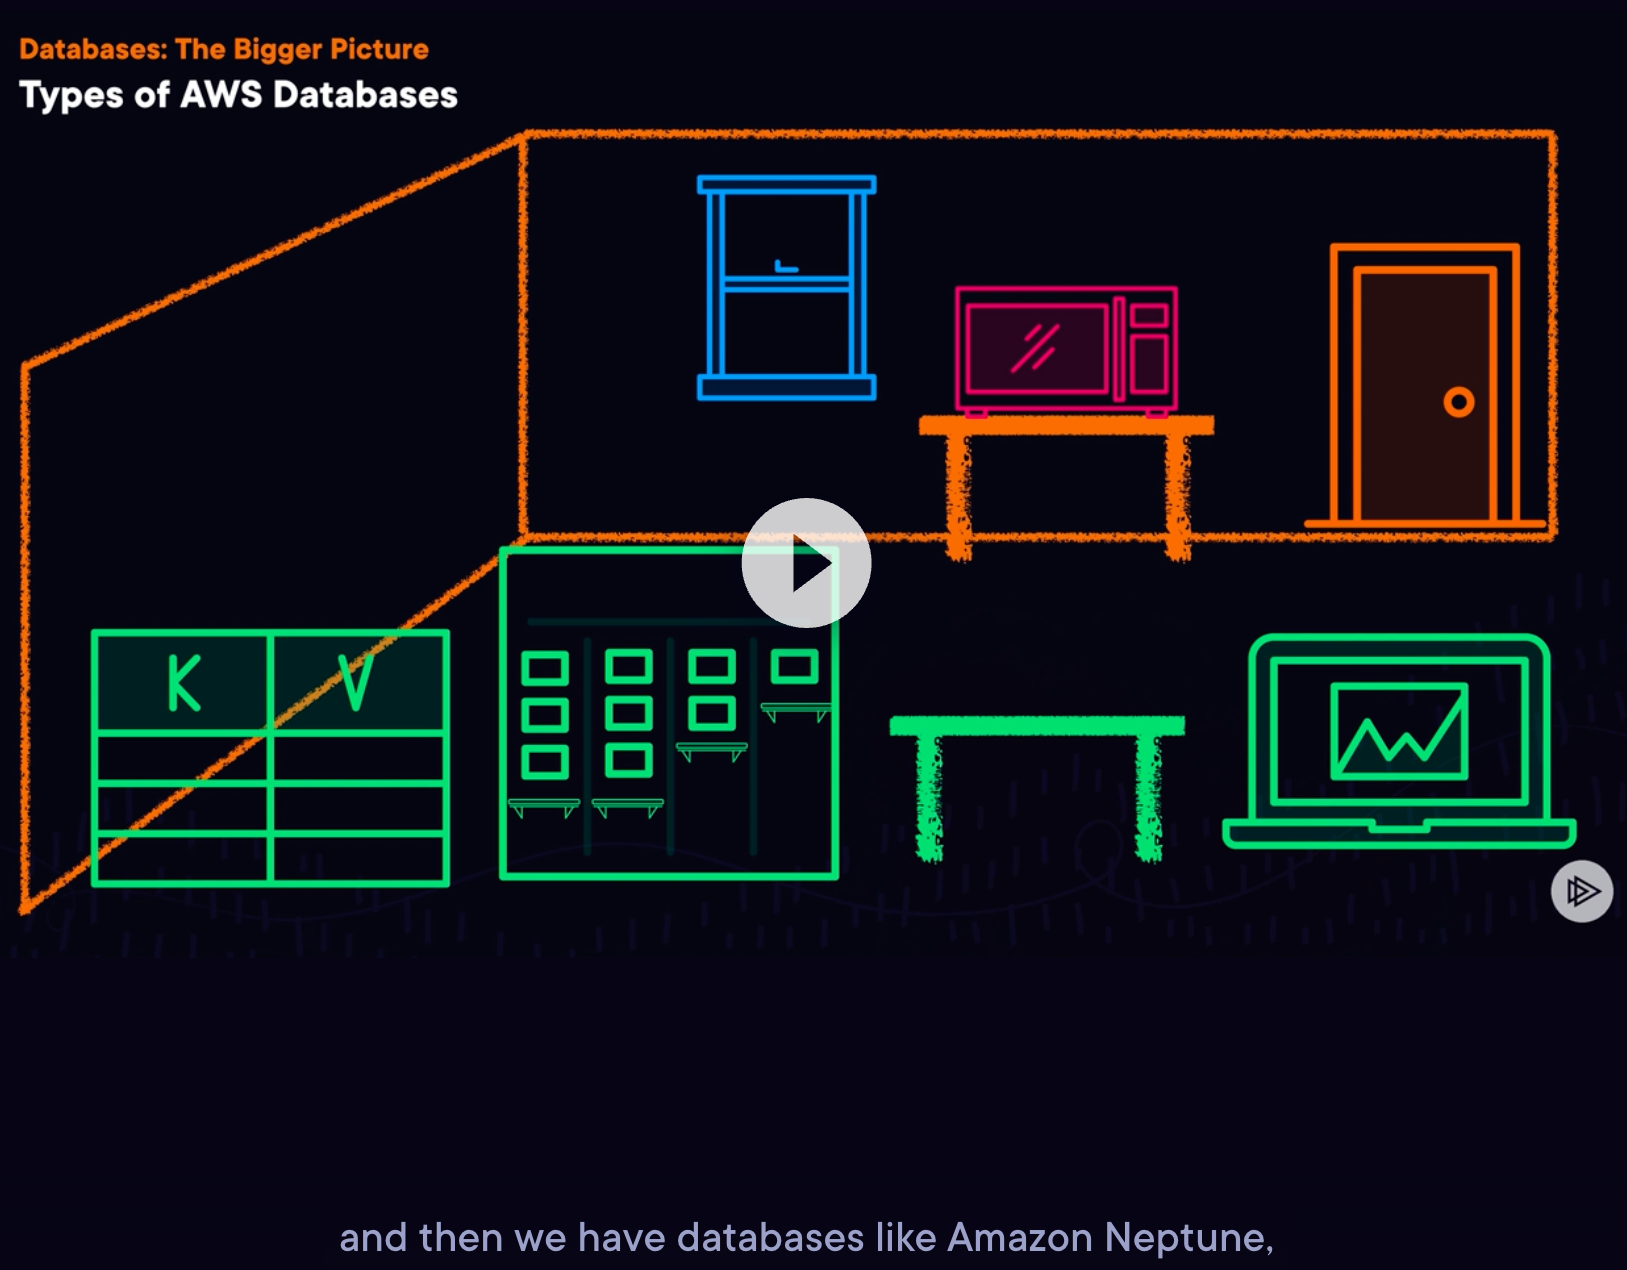 Databases: The Bigger Picture
Types of AWS Databases
K V
and then we have databases like Amazon Neptune,